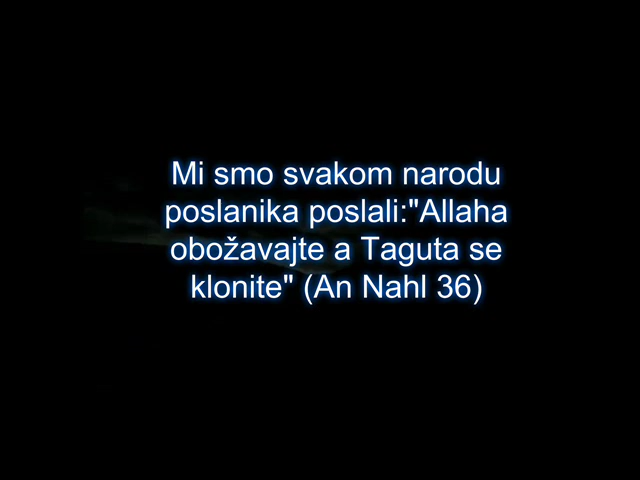 Mi smo svakom narodu
poslanika poslali:"Allaha
obožavajte a Taguta se
klonite" (An Nahl 36)